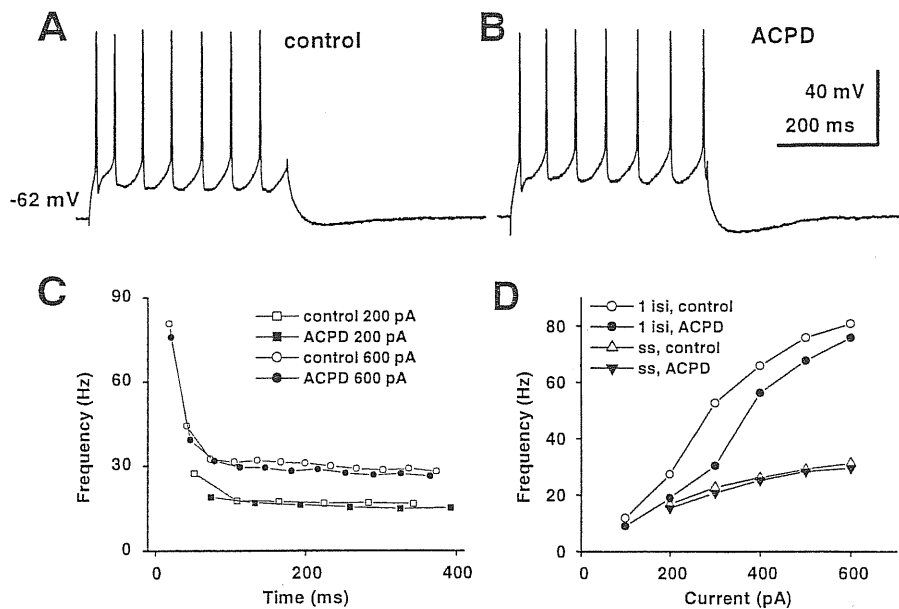 A
control
B
ACPD
40 mV
200 ms
-62 mV
C
90
60
30
0
Frequency (Hz)
control 200 pA
ACPD 200 pA
control 600 pA
ACPD 600 pA
0
200
400
Time (ms)
D
80
60
40
20
0
Frequency (Hz)
1 isi, control
1 isi, ACPD
ss, control
ss, ACPD
0
200
400
600
Current (pA)